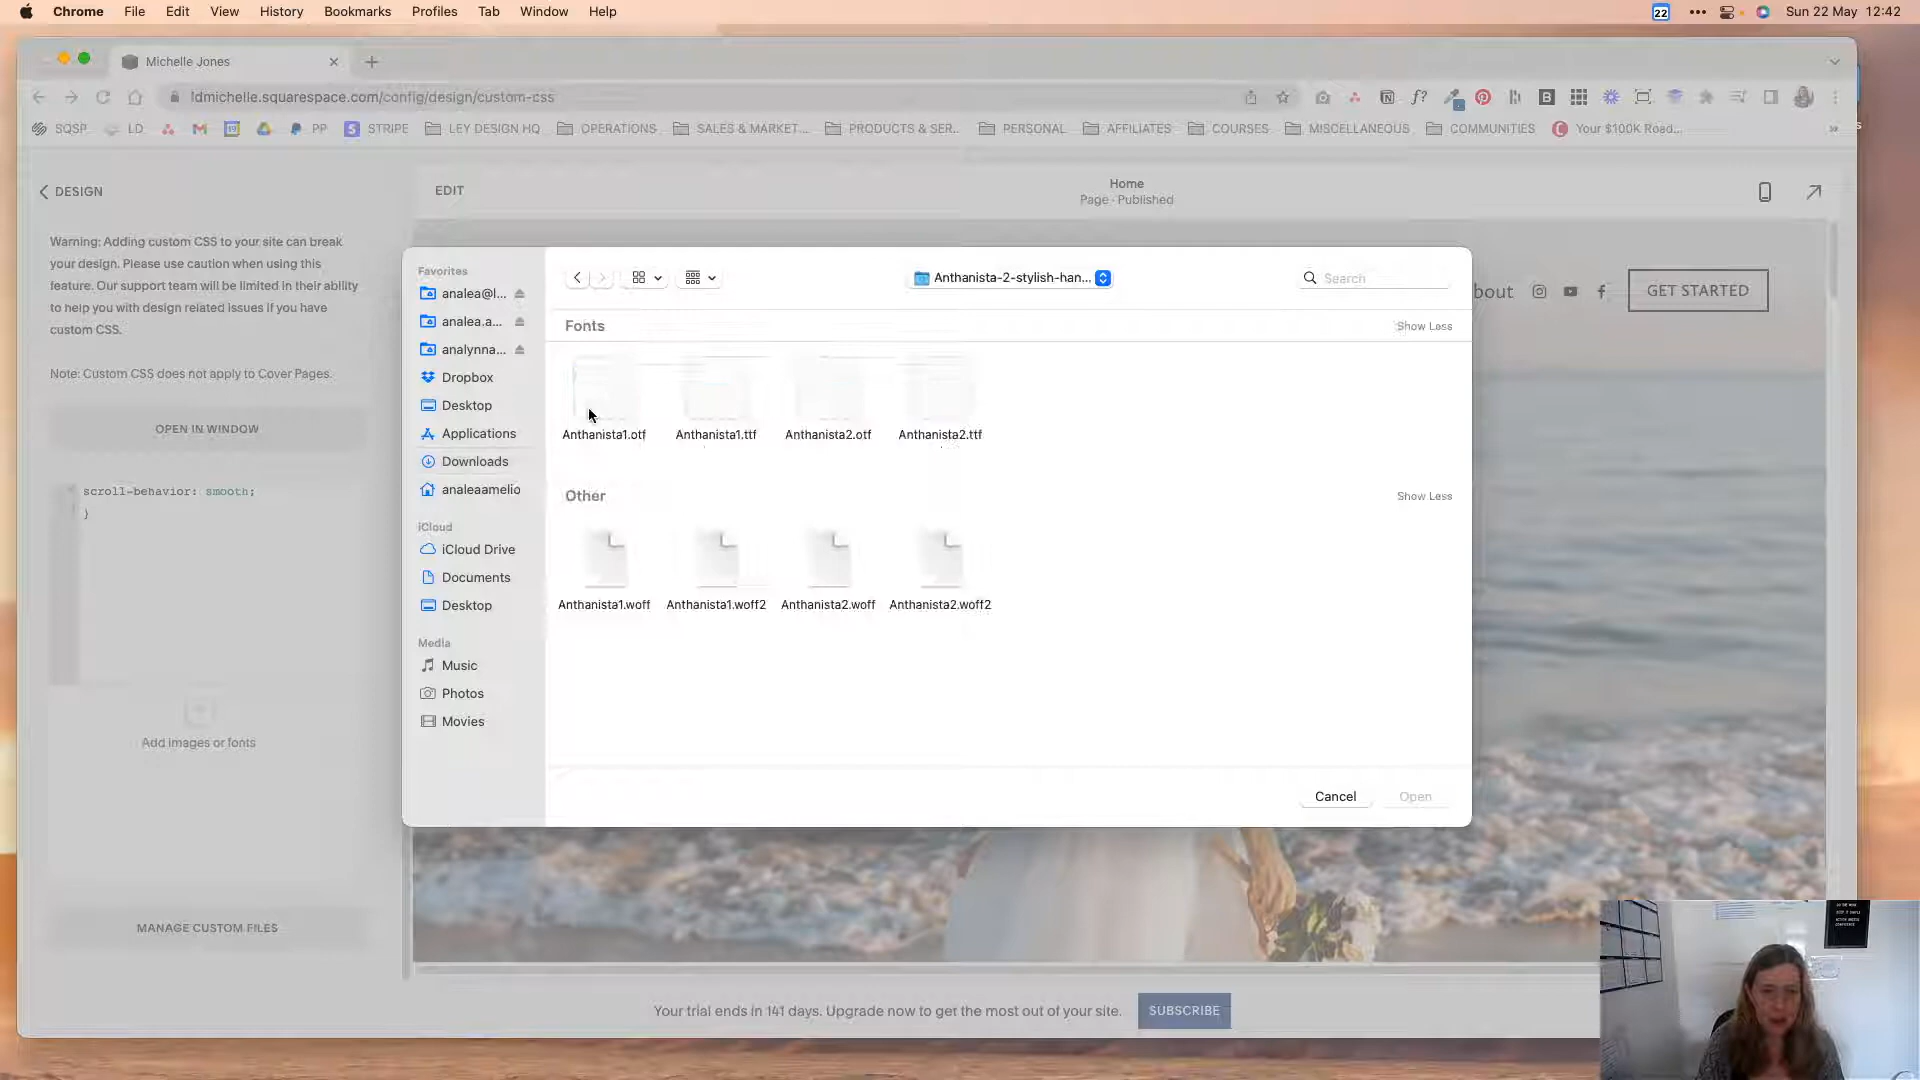 Chrome File Edit View History Bookmarks Profiles Tab Window Help
22 Sun 22 May 12:42
Michelle Jones
ldmichelle.squarespace.com/config/design/custom-css
SQSP LD PP STRIPE LEY DESIGN HQ OPERATIONS SALES & MARKET... PRODUCTS & SER... PERSONAL AFFILIATES COURSES MISCELLANEOUS COMMUNITIES Your $100K Road...
DESIGN
EDIT
Home
Page · Published
Warning: Adding custom CSS to your site can break
your design. Please use caution when using this
feature. Our support team will be limited in their ability
to help you with design related issues if you have
custom CSS.
Note: Custom CSS does not apply to Cover Pages.
OPEN IN WINDOW
scroll-behavior: smooth;
}
Add images or fonts
MANAGE CUSTOM FILES
Favorites
analea@l...
analea.a...
analynna...
Dropbox
Desktop
Applications
Downloads
analeaamelio
iCloud
iCloud Drive
Documents
Desktop
Media
Music
Photos
Movies
Anthanista-2-stylish-han...
Search
Fonts
Show Less
Anthanista1.otf Anthanista1.ttf Anthanista2.otf Anthanista2.ttf
Other
Show Less
Anthanista1.woff Anthanista1.woff2 Anthanista2.woff Anthanista2.woff2
Cancel Open
bout
GET STARTED
Your trial ends in 141 days. Upgrade now to get the most out of your site.
SUBSCRIBE